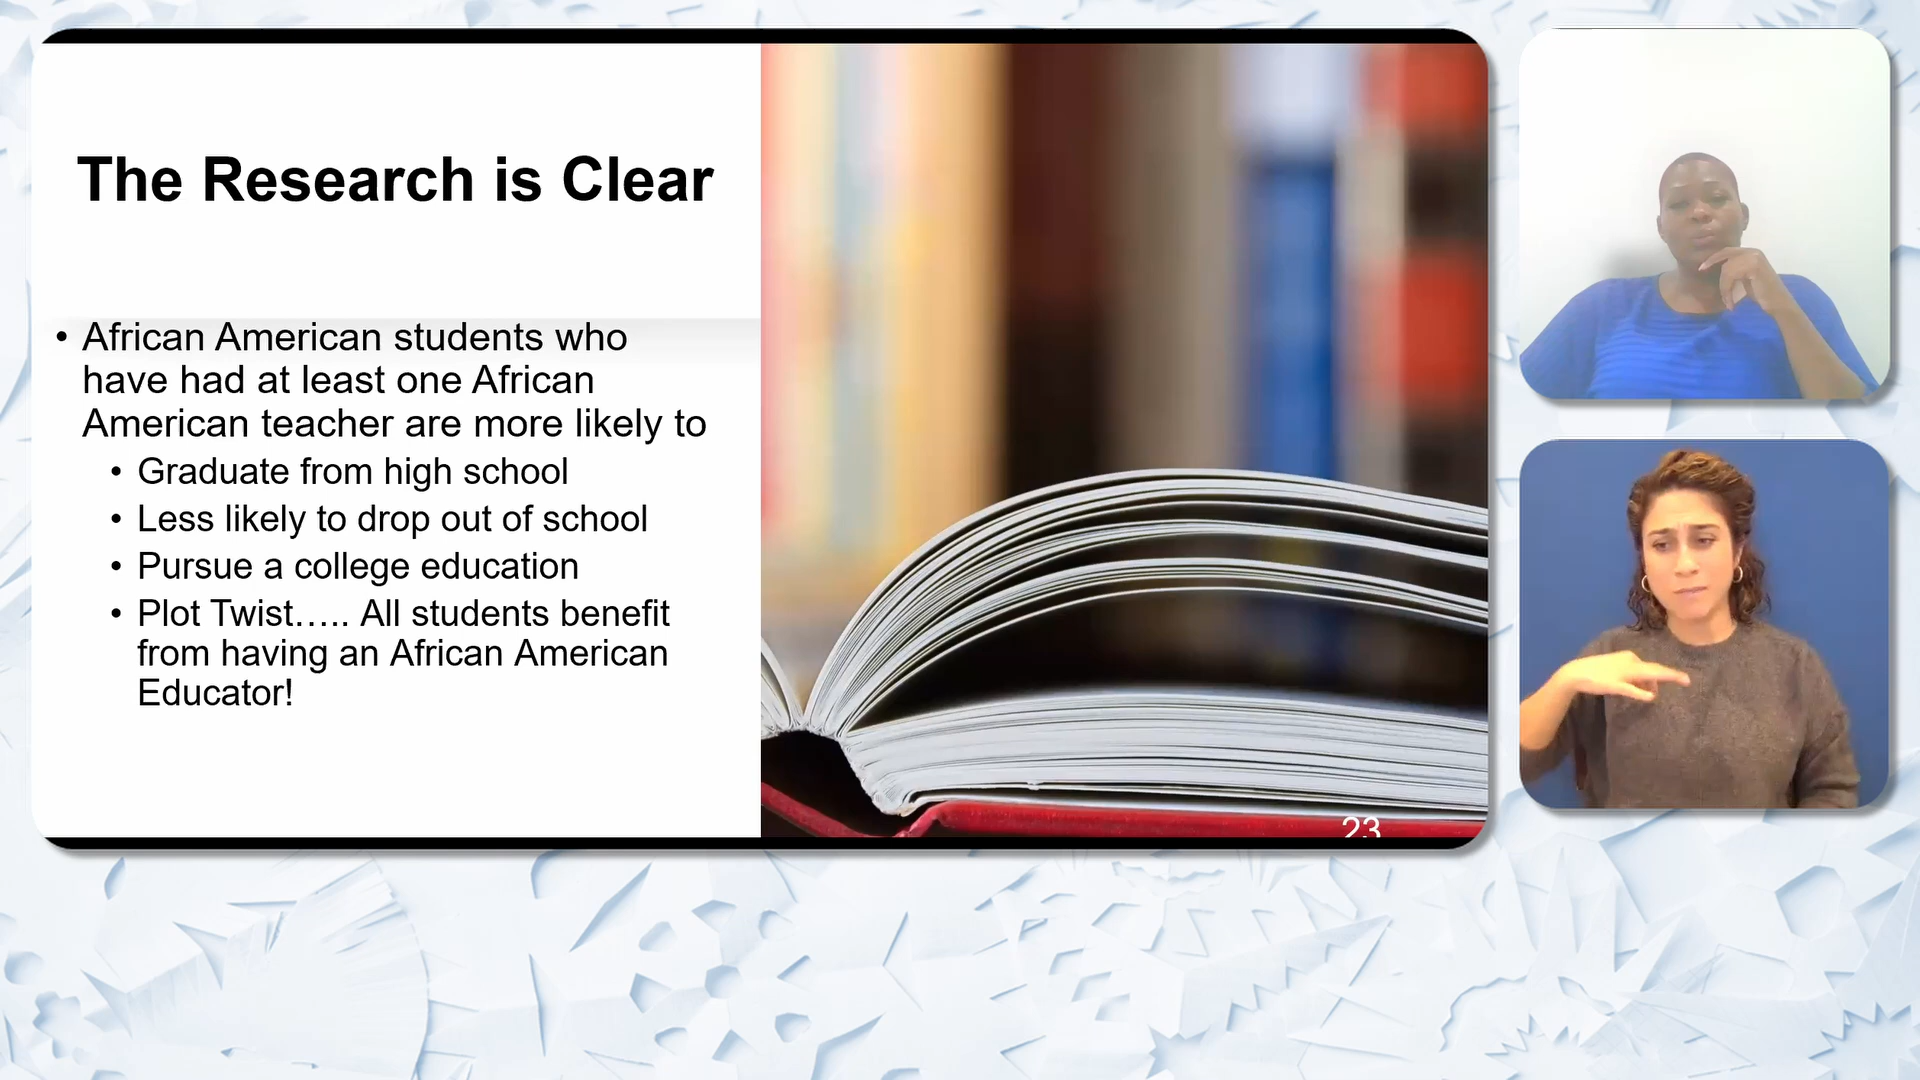 The Research is Clear
• African American students who
have had at least one African
American teacher are more likely to
• Graduate from high school
• Less likely to drop out of school
• Pursue a college education
• Plot Twist..... All students benefit
from having an African American
Educator!
23